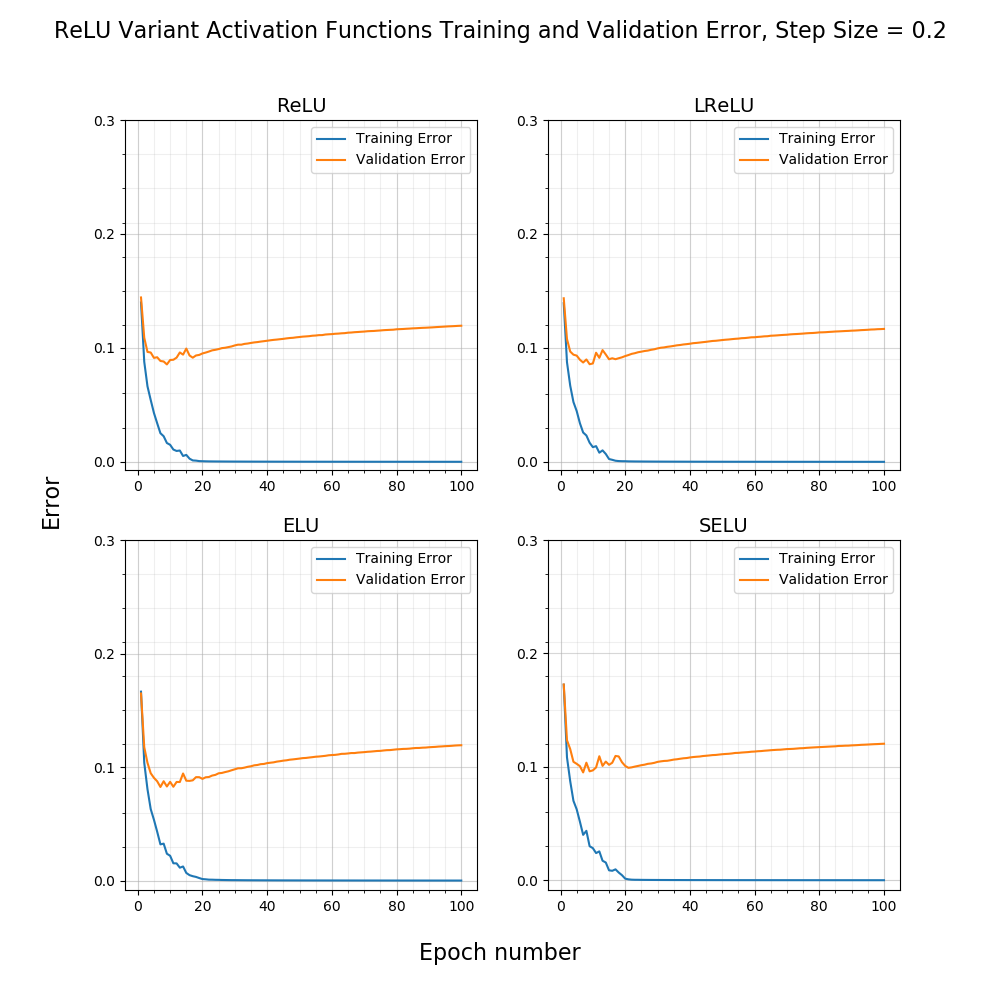 ReLU Variant Activation Functions Training and Validation Error, Step Size = 0.2
ReLU
Training Error
Validation Error
0.3
0.2
0.1
0.0
0 20 40 60 80 100
LReLU
Training Error
Validation Error
0.3
0.2
0.1
0.0
0 20 40 60 80 100
Error
ELU
Training Error
Validation Error
0.3
0.2
0.1
0.0
0 20 40 60 80 100
SELU
Training Error
Validation Error
0.3
0.2
0.1
0.0
0 20 40 60 80 100
Epoch number